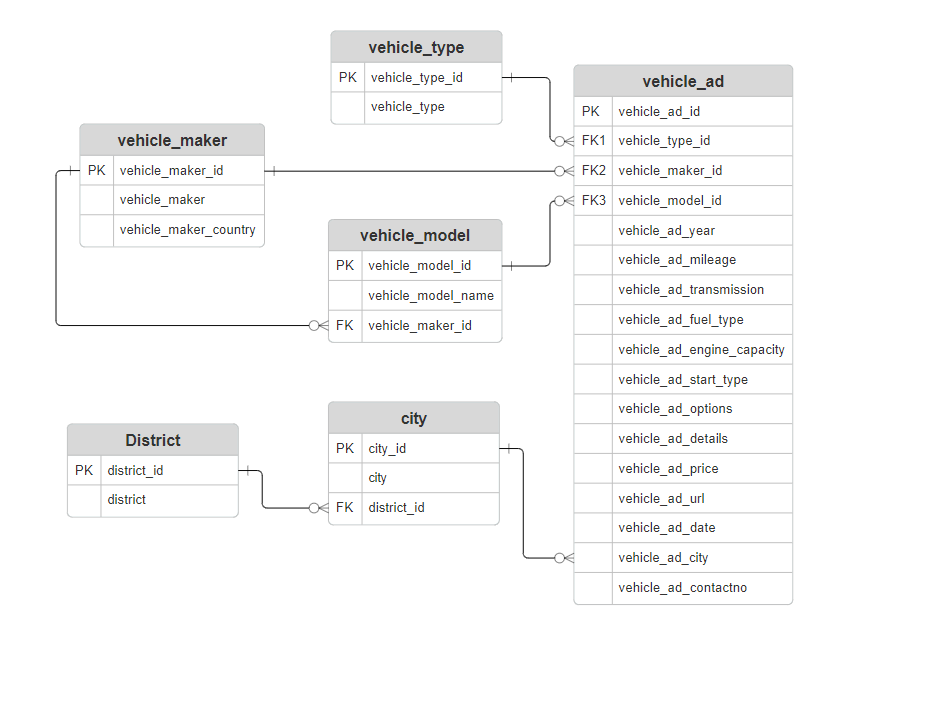 vehicle_type
PK vehicle_type_id
vehicle_type
vehicle_ad
PK vehicle_ad_id
FK1 vehicle_type_id
FK2 vehicle_maker_id
FK3 vehicle_model_id
vehicle_ad_year
vehicle_ad_mileage
vehicle_ad_transmission
vehicle_ad_fuel_type
vehicle_ad_engine_capacity
vehicle_ad_start_type
vehicle_ad_options
vehicle_ad_details
vehicle_ad_price
vehicle_ad_url
vehicle_ad_date
vehicle_ad_city
vehicle_ad_contactno
vehicle_maker
PK vehicle_maker_id
vehicle_maker
vehicle_maker_country
vehicle_model
PK vehicle_model_id
vehicle_model_name
FK vehicle_maker_id
city
PK city_id
city
FK district_id
District
PK district_id
district